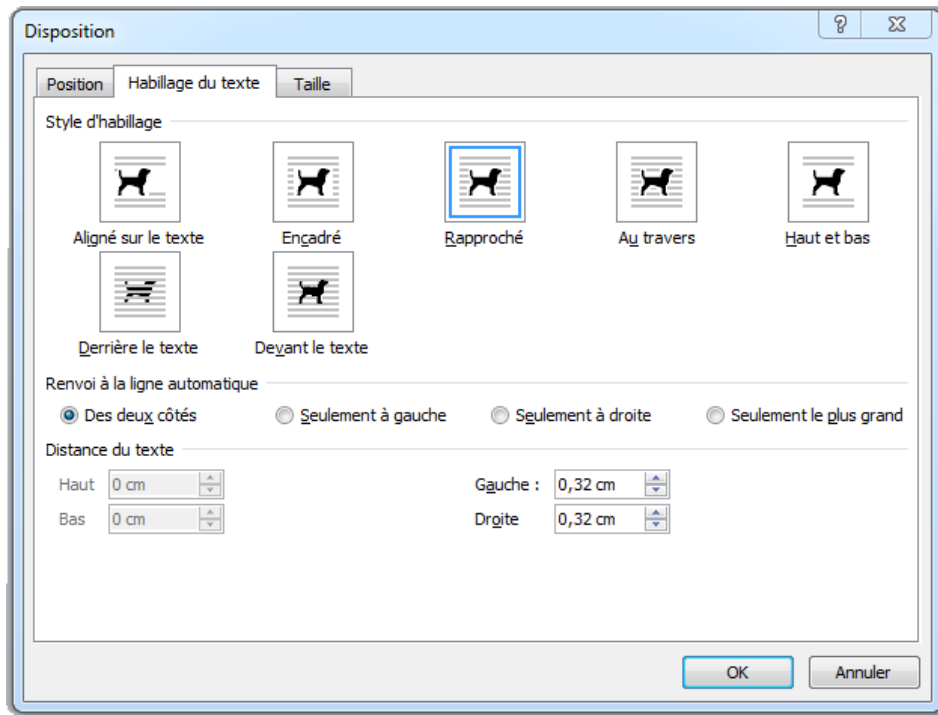 Disposition
Position Habillage du texte Taille
Style d'habillage
Aligné sur le texte Encadré Rapproché Au travers Haut et bas
Derrière le texte Devant le texte
Renvoi à la ligne automatique
Des deux côtés Seulement à gauche Seulement à droite Seulement le plus grand
Distance du texte
Haut 0 cm Gauche : 0,32 cm
Bas 0 cm Droite 0,32 cm
OK Annuler